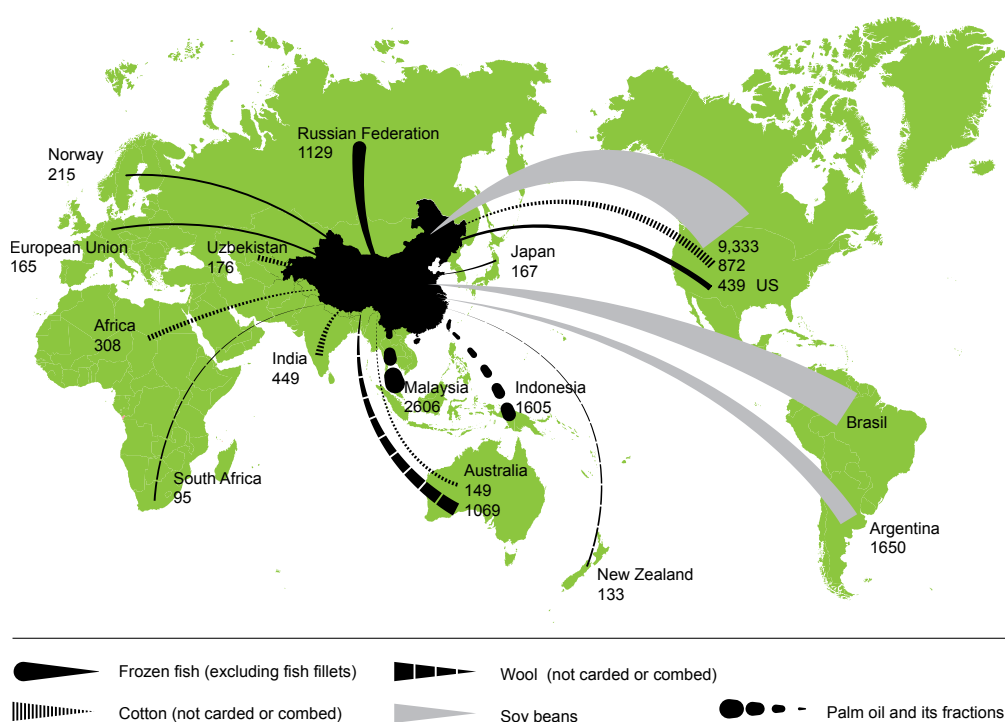 Russian Federation
1129
Norway
215
European Union
165
Uzbekistan
176
Japan
167
9,333
872
439 US
Africa
308
India
449
Malaysia
2606
Indonesia
1605
Brasil
South Africa
95
Australia
149
1069
Argentina
1650
New Zealand
133
Frozen fish (excluding fish fillets)
Wool (not carded or combed)
Cotton (not carded or combed)
Soy beans
Palm oil and its fractions